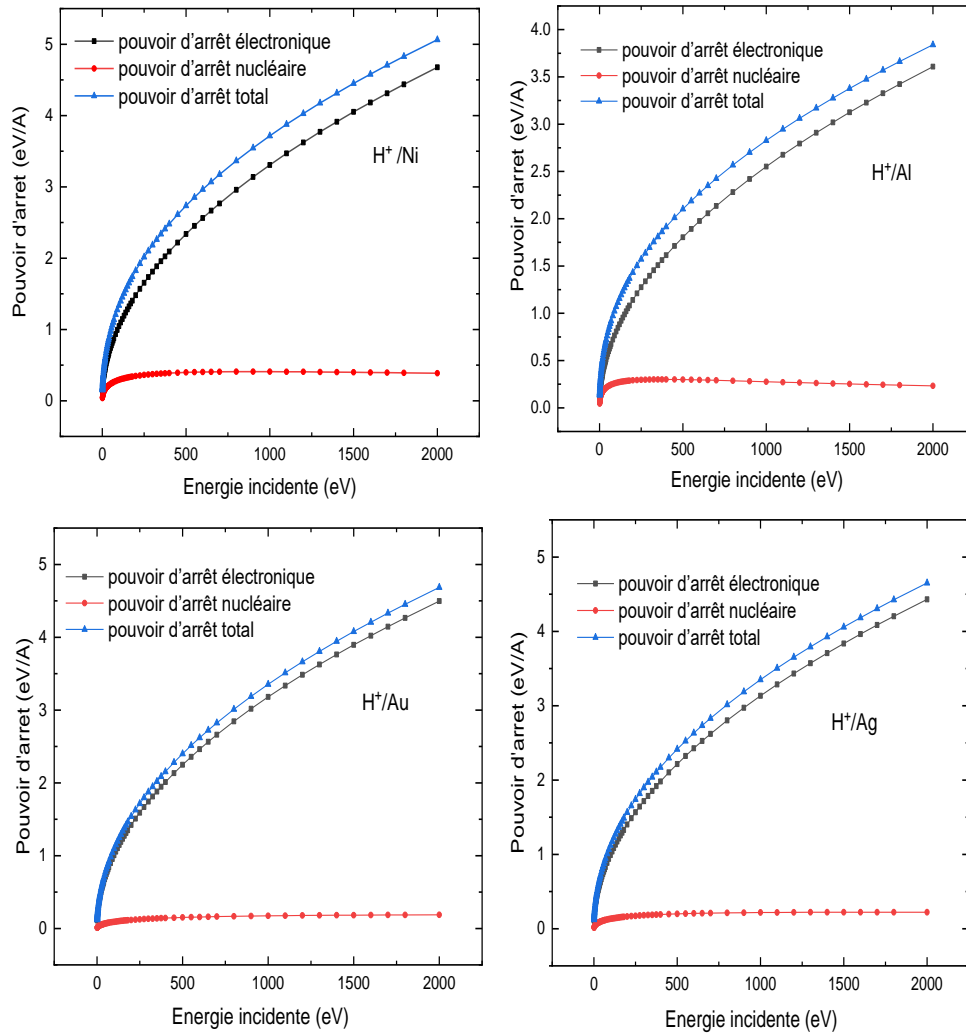 pouvoir d'arrêt électronique
pouvoir d'arrêt nucléaire
pouvoir d'arrêt total
H+/Ni
Pouvoir d'arret (eV/A)
5
4
3
2
1
0
0 500 1000 1500 2000
Energie incidente (eV)
pouvoir d'arrêt électronique
pouvoir d'arrêt nucléaire
pouvoir d'arrêt total
H+/Al
Pouvoir d'arret (eV/A)
4.0
3.5
3.0
2.5
2.0
1.5
1.0
0.5
0.0
0 500 1000 1500 2000
Energie incidente (eV)
pouvoir d'arrêt électronique
pouvoir d'arrêt nucléaire
pouvoir d'arrêt total
H+/Au
Pouvoir d'arret (eV/A)
5
4
3
2
1
0
0 500 1000 1500 2000
Energie incidente (eV)
pouvoir d'arrêt électronique
pouvoir d'arrêt nucléaire
pouvoir d'arrêt total
H+/Ag
Pouvoir d'arret (eV/A)
5
4
3
2
1
0
0 500 1000 1500 2000
Energie incidente (eV)